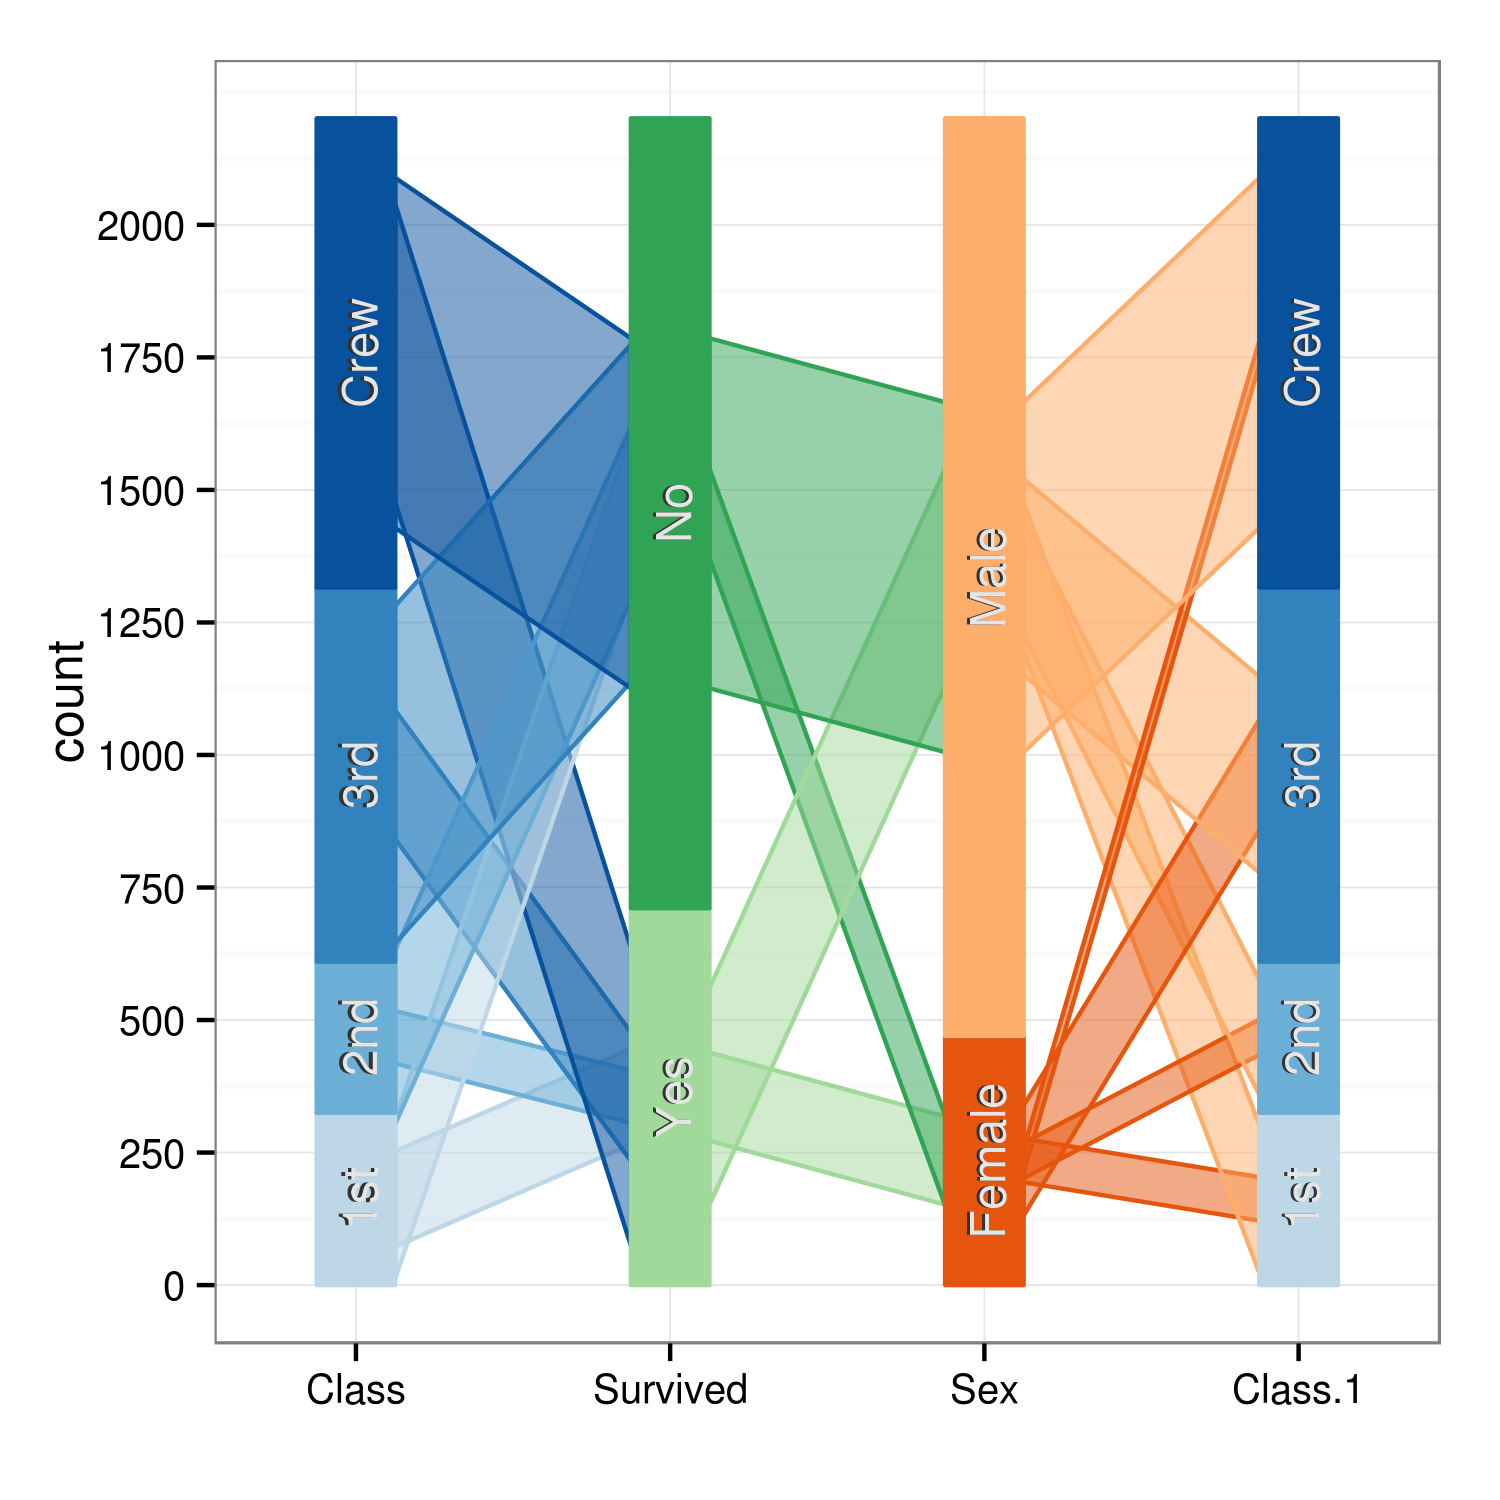 count
2000
1750
1500
1250
1000
750
500
250
0
Crew
3rd
2nd
1st
No
Yes
Male
Female
Crew
3rd
2nd
1st
Class Survived Sex Class.1